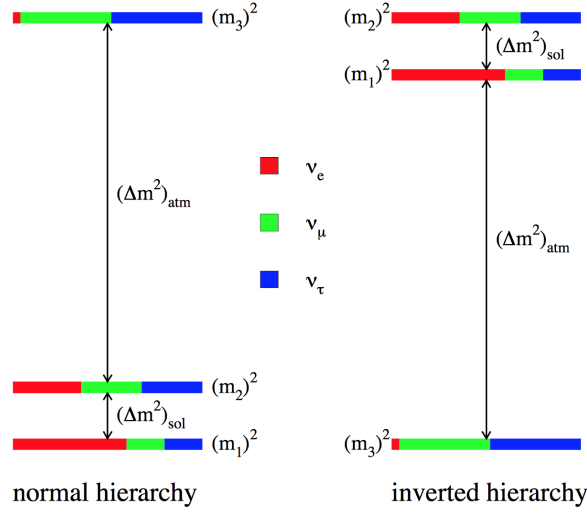 (m₃)²
(Δm²)atm
(m₂)²
(Δm²)sol
(m₁)²
normal hierarchy
νe
νμ
ντ
(m₂)²
(Δm²)sol
(m₁)²
(Δm²)atm
(m₃)²
inverted hierarchy